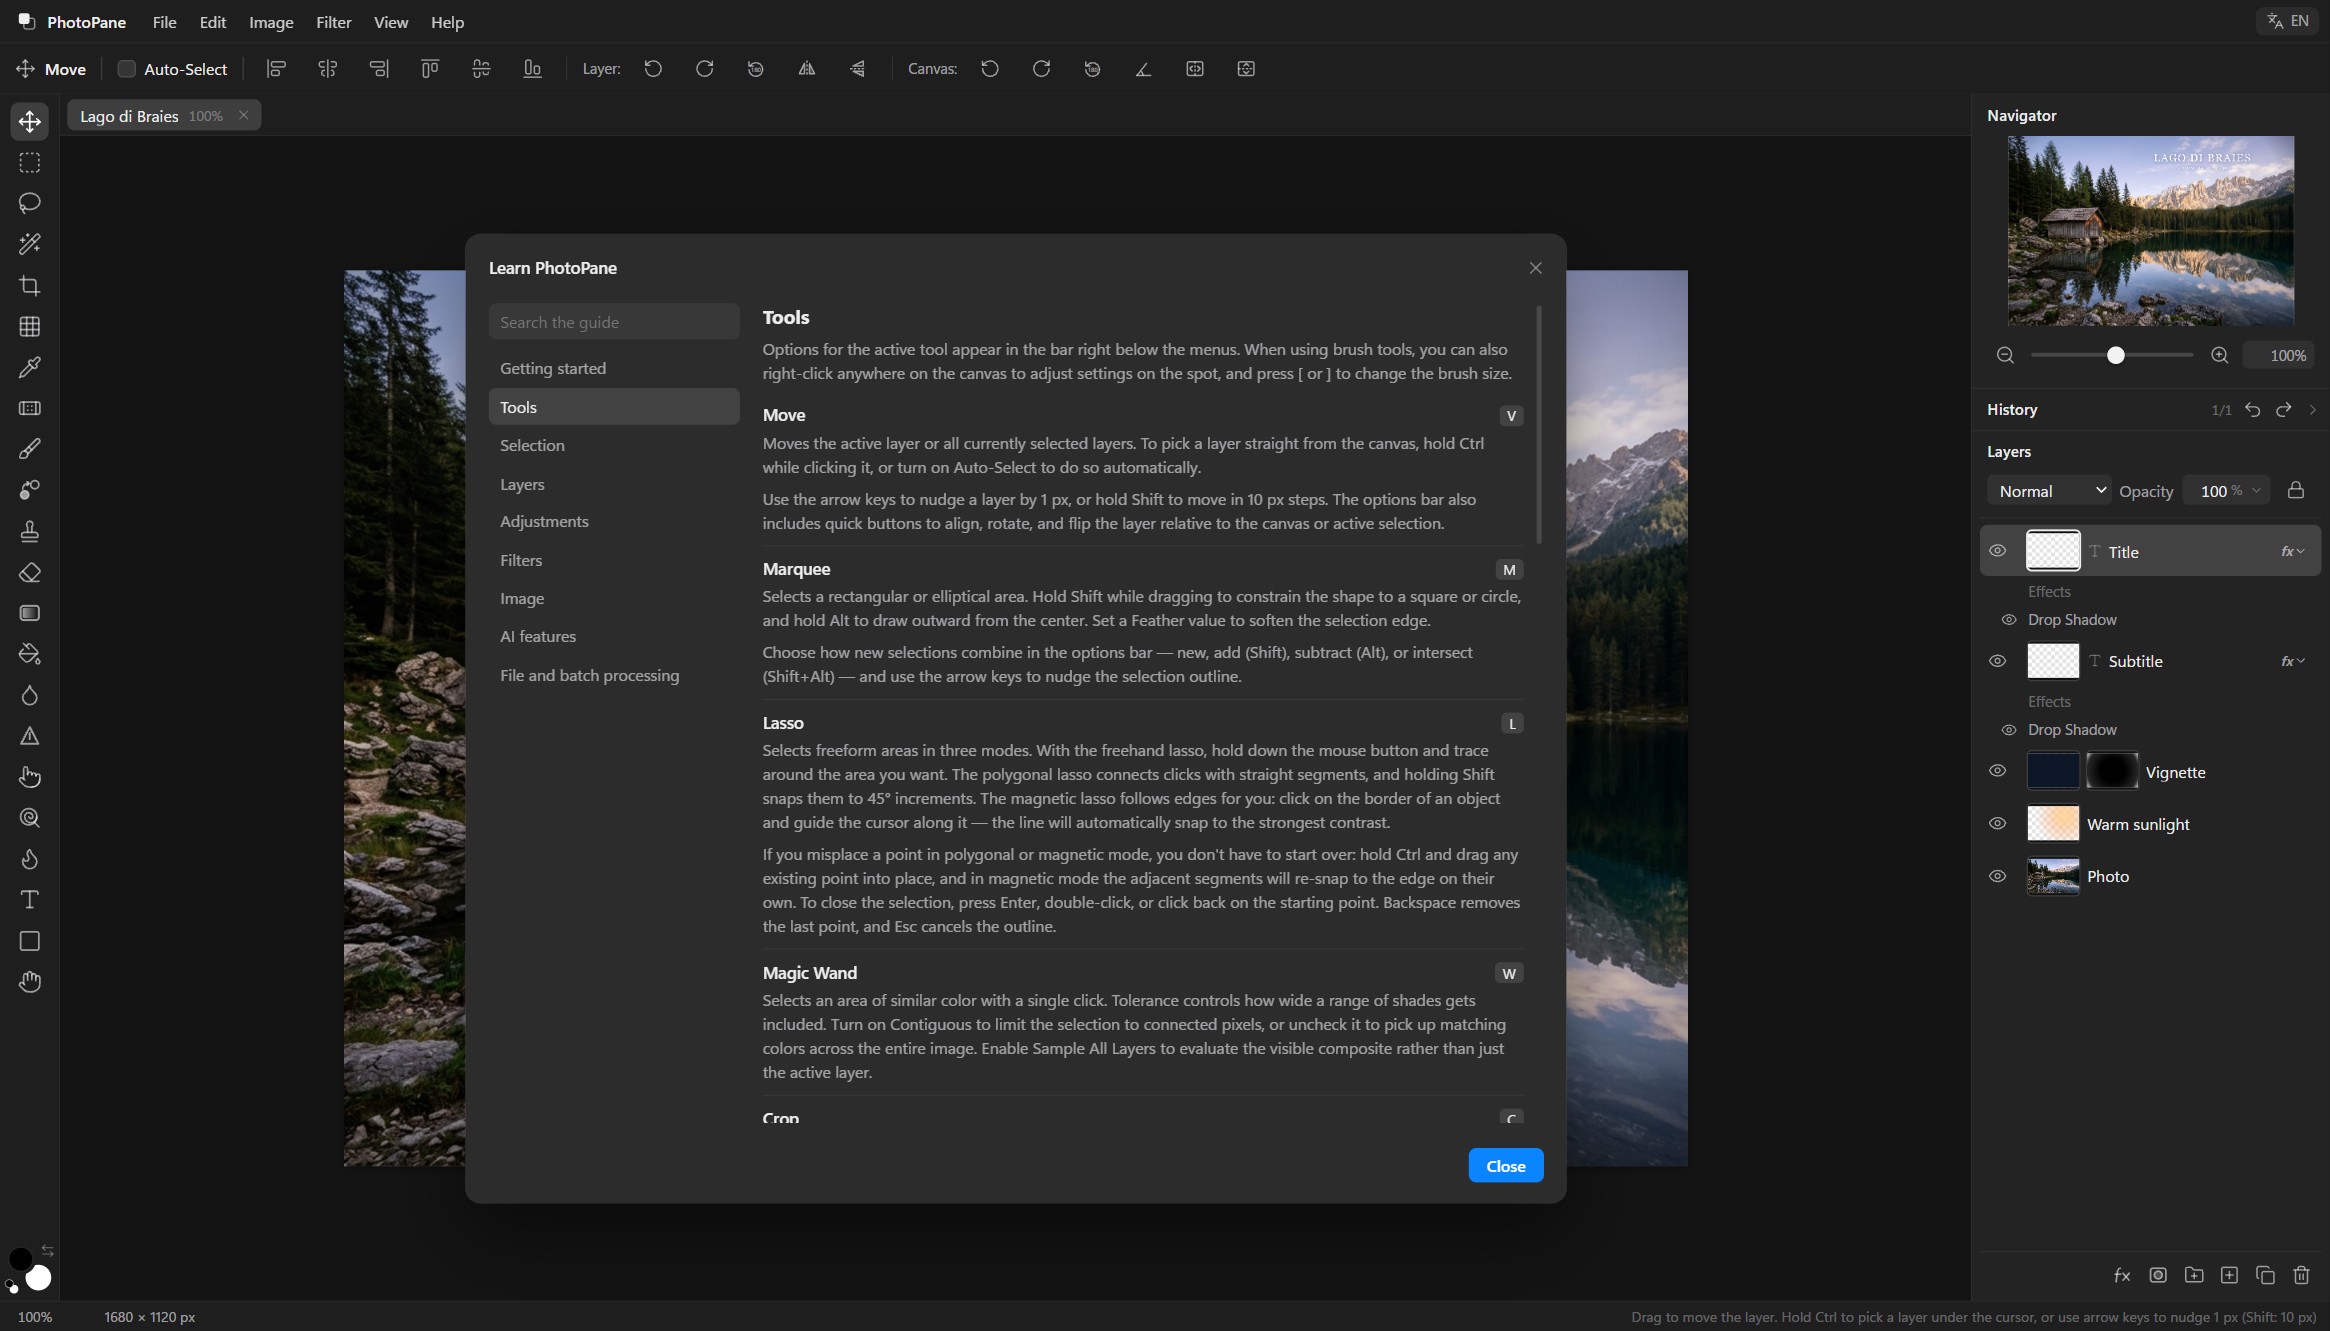 PhotoPane File Edit Image Filter View Help
EN
Move Auto-Select Layer: Canvas:
Lago di Braies 100%
Learn PhotoPane
Search the guide
Getting started
Tools
Selection
Layers
Adjustments
Filters
Image
AI features
File and batch processing
Tools
Options for the active tool appear in the bar right below the menus. When using brush tools, you can also
right-click anywhere on the canvas to adjust settings on the spot, and press [ or ] to change the brush size.
Move V
Moves the active layer or all currently selected layers. To pick a layer straight from the canvas, hold Ctrl
while clicking it, or turn on Auto-Select to do so automatically.
Use the arrow keys to nudge a layer by 1 px, or hold Shift to move in 10 px steps. The options bar also
includes quick buttons to align, rotate, and flip the layer relative to the canvas or active selection.
Marquee M
Selects a rectangular or elliptical area. Hold Shift while dragging to constrain the shape to a square or circle,
and hold Alt to draw outward from the center. Set a Feather value to soften the selection edge.
Choose how new selections combine in the options bar — new, add (Shift), subtract (Alt), or intersect
(Shift+Alt) — and use the arrow keys to nudge the selection outline.
Lasso L
Selects freeform areas in three modes. With the freehand lasso, hold down the mouse button and trace
around the area you want. The polygonal lasso connects clicks with straight segments, and holding Shift
snaps them to 45° increments. The magnetic lasso follows edges for you: click on the border of an object
and guide the cursor along it — the line will automatically snap to the strongest contrast.
If you misplace a point in polygonal or magnetic mode, you don't have to start over: hold Ctrl and drag any
existing point into place, and in magnetic mode the adjacent segments will re-snap to the edge on their
own. To close the selection, press Enter, double-click, or click back on the starting point. Backspace removes
the last point, and Esc cancels the outline.
Magic Wand W
Selects an area of similar color with a single click. Tolerance controls how wide a range of shades gets
included. Turn on Contiguous to limit the selection to connected pixels, or uncheck it to pick up matching
colors across the entire image. Enable Sample All Layers to evaluate the visible composite rather than just
the active layer.
Crop C
Close
Navigator
LAGO DI BRAIES
100%
History 1/1
Layers
Normal Opacity 100 %
T Title fx
Effects
Drop Shadow
T Subtitle fx
Effects
Drop Shadow
Vignette
Warm sunlight
Photo
fx
100% 1680 × 1120 px
Drag to move the layer. Hold Ctrl to pick a layer under the cursor, or use arrow keys to nudge 1 px (Shift: 10 px)